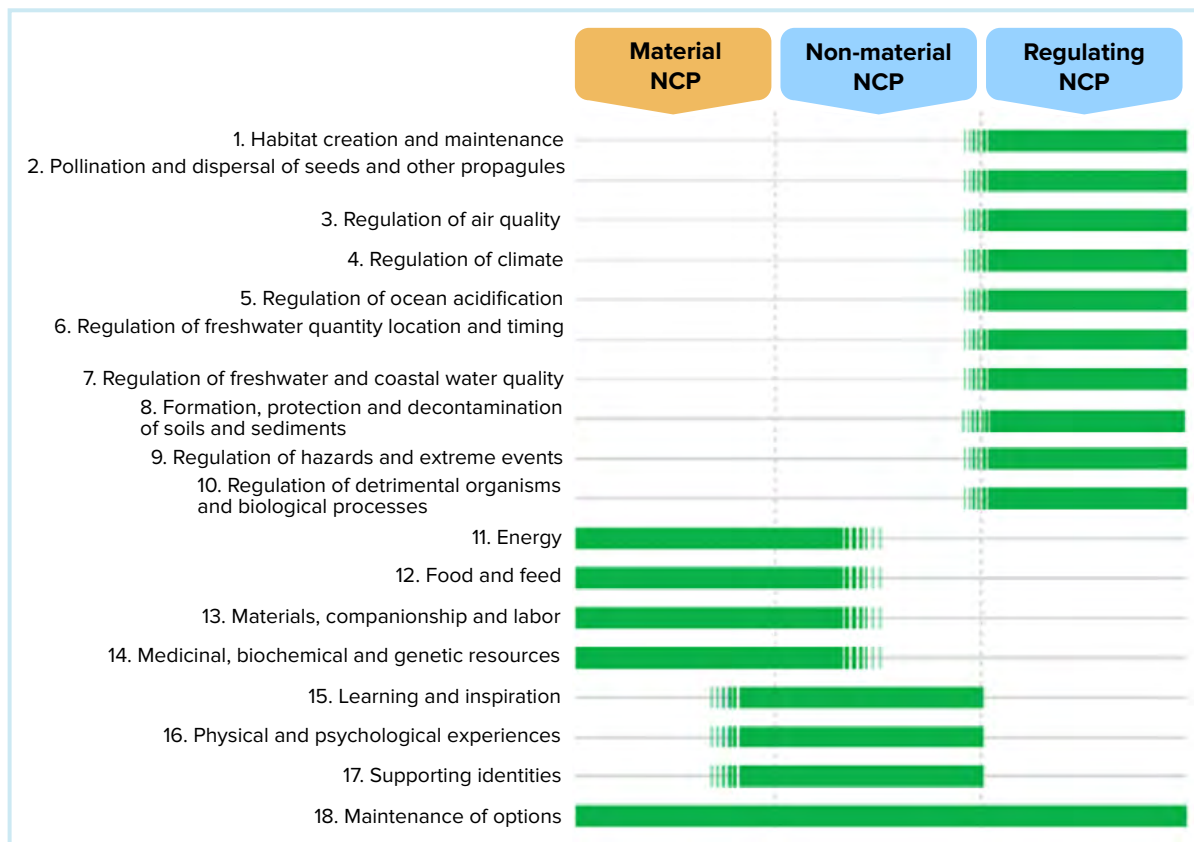 Material
NCP
Non-material
NCP
Regulating
NCP
1. Habitat creation and maintenance
2. Pollination and dispersal of seeds and other propagules
3. Regulation of air quality
4. Regulation of climate
5. Regulation of ocean acidification
6. Regulation of freshwater quantity location and timing
7. Regulation of freshwater and coastal water quality
8. Formation, protection and decontamination
of soils and sediments
9. Regulation of hazards and extreme events
10. Regulation of detrimental organisms
and biological processes
11. Energy
12. Food and feed
13. Materials, companionship and labor
14. Medicinal, biochemical and genetic resources
15. Learning and inspiration
16. Physical and psychological experiences
17. Supporting identities
18. Maintenance of options